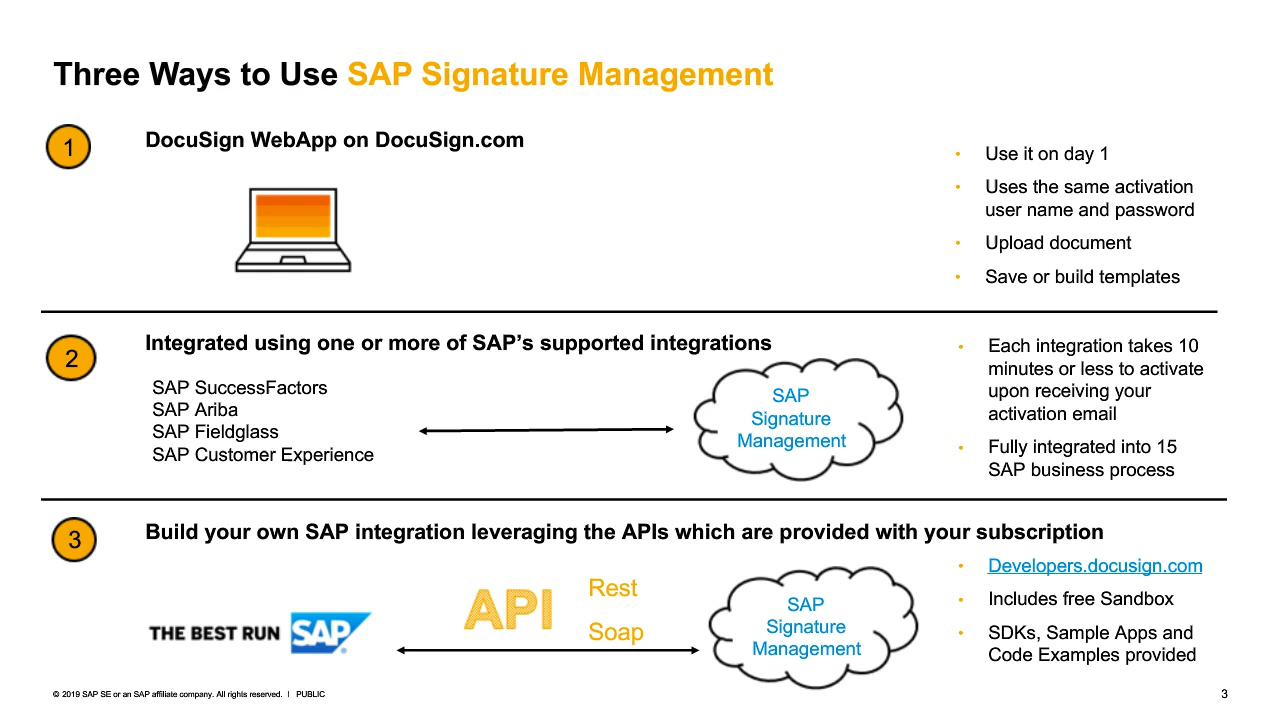 Three Ways to Use SAP Signature Management
1
DocuSign WebApp on DocuSign.com
• Use it on day 1
• Uses the same activation
user name and password
• Upload document
• Save or build templates
2
Integrated using one or more of SAP’s supported integrations
SAP SuccessFactors
SAP Ariba
SAP Fieldglass
SAP Customer Experience
SAP
Signature
Management
• Each integration takes 10
minutes or less to activate
upon receiving your
activation email
• Fully integrated into 15
SAP business process
3
Build your own SAP integration leveraging the APIs which are provided with your subscription
THE BEST RUN SAP
API
Rest
Soap
SAP
Signature
Management
• Developers.docusign.com
• Includes free Sandbox
• SDKs, Sample Apps and
Code Examples provided
© 2019 SAP SE or an SAP affiliate company. All rights reserved. | PUBLIC
3